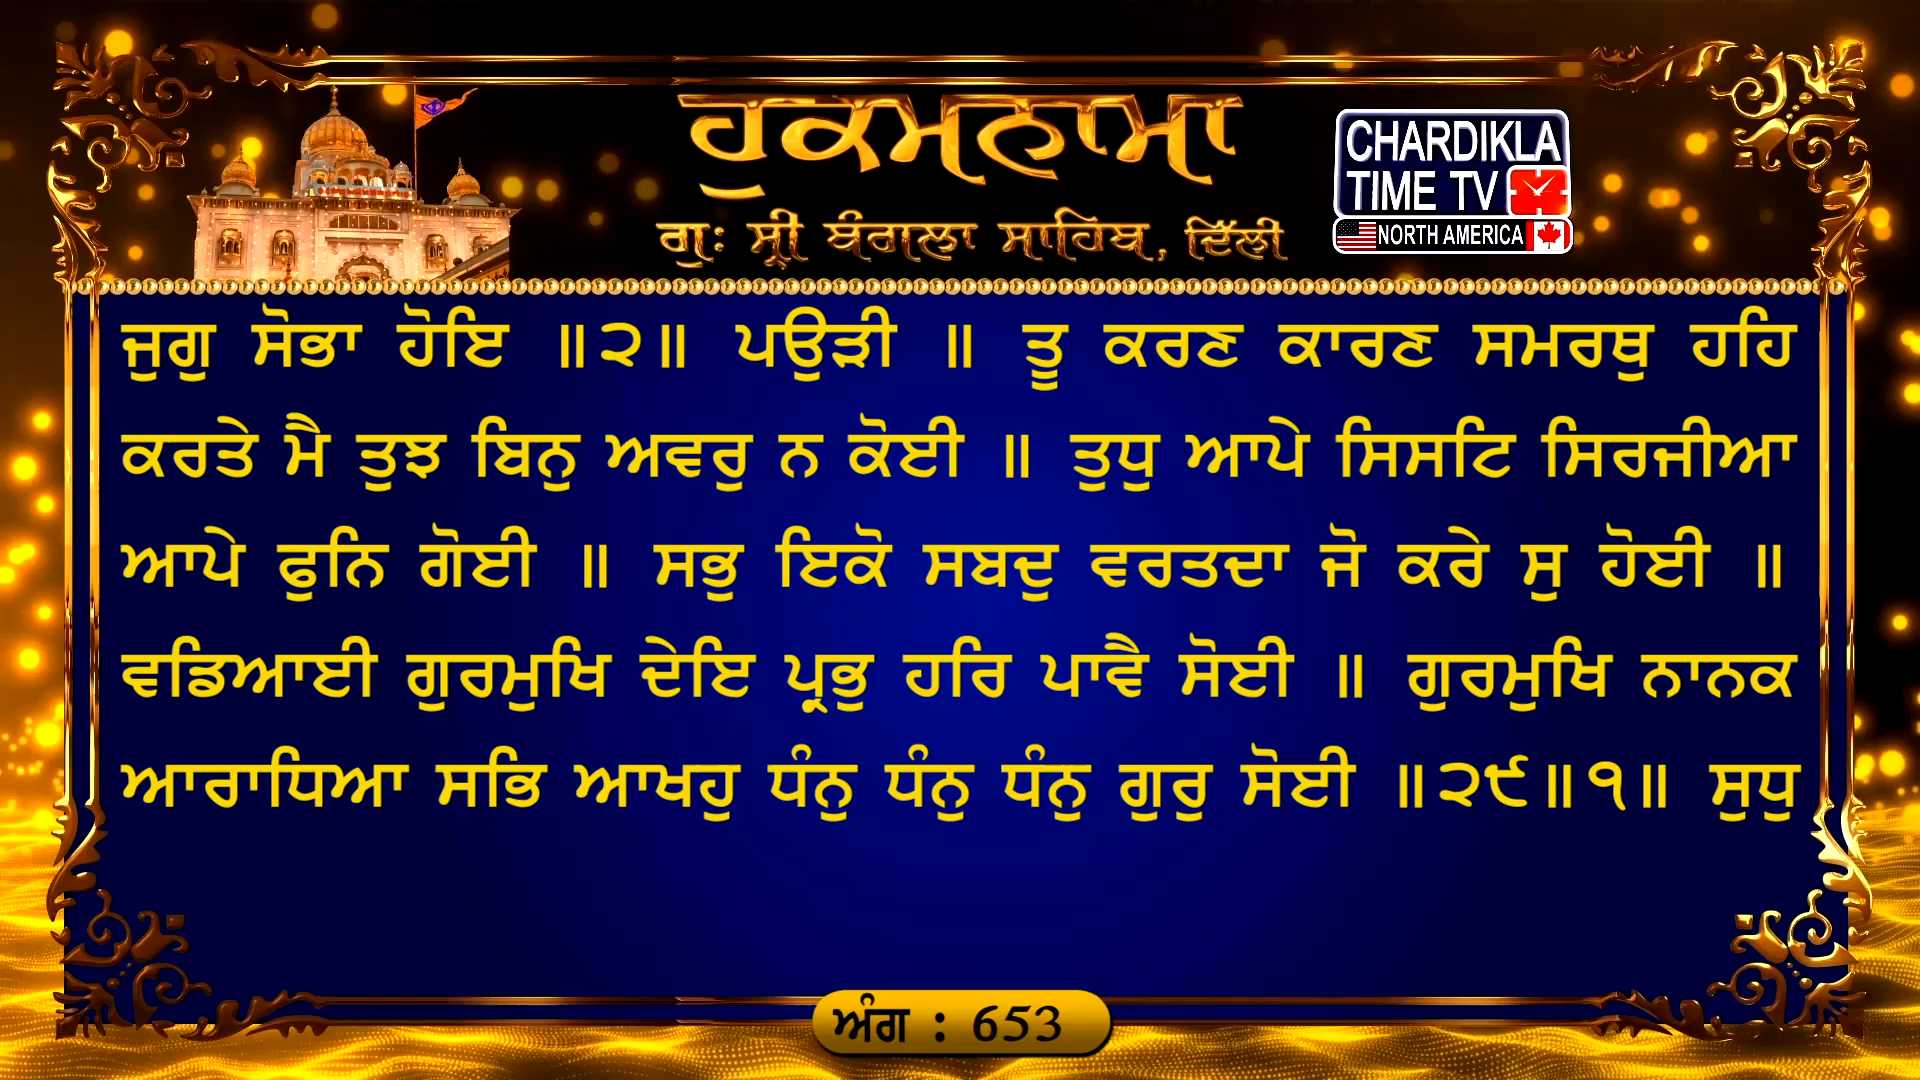 ਹੁਕਮਨਾਮਾ
ਗੁਃ ਸ੍ਰੀ ਬੰਗਲਾ ਸਾਹਿਬ, ਦਿੱਲੀ
CHARDIKLA
TIME TV
NORTH AMERICA
ਜੁਗੁ ਸੋਭਾ ਹੋਇ ॥੨॥ ਪਉੜੀ ॥ ਤੂ ਕਰਣ ਕਾਰਣ ਸਮਰਥੁ ਹਹਿ
ਕਰਤੇ ਮੈ ਤੁਝ ਬਿਨੁ ਅਵਰੁ ਨ ਕੋਈ ॥ ਤੁਧੁ ਆਪੇ ਸਿਸਟਿ ਸਿਰਜੀਆ
ਆਪੇ ਫੁਨਿ ਗੋਈ ॥ ਸਭੁ ਇਕੋ ਸਬਦੁ ਵਰਤਦਾ ਜੋ ਕਰੇ ਸੁ ਹੋਈ ॥
ਵਡਿਆਈ ਗੁਰਮੁਖਿ ਦੇਇ ਪ੍ਰਭੁ ਹਰਿ ਪਾਵੈ ਸੋਈ ॥ ਗੁਰਮੁਖਿ ਨਾਨਕ
ਆਰਾਧਿਆ ਸਭਿ ਆਖਹੁ ਧੰਨੁ ਧੰਨੁ ਧੰਨੁ ਗੁਰੁ ਸੋਈ ॥੨੯॥੧॥ ਸੁਧੁ
ਅੰਗ : 653